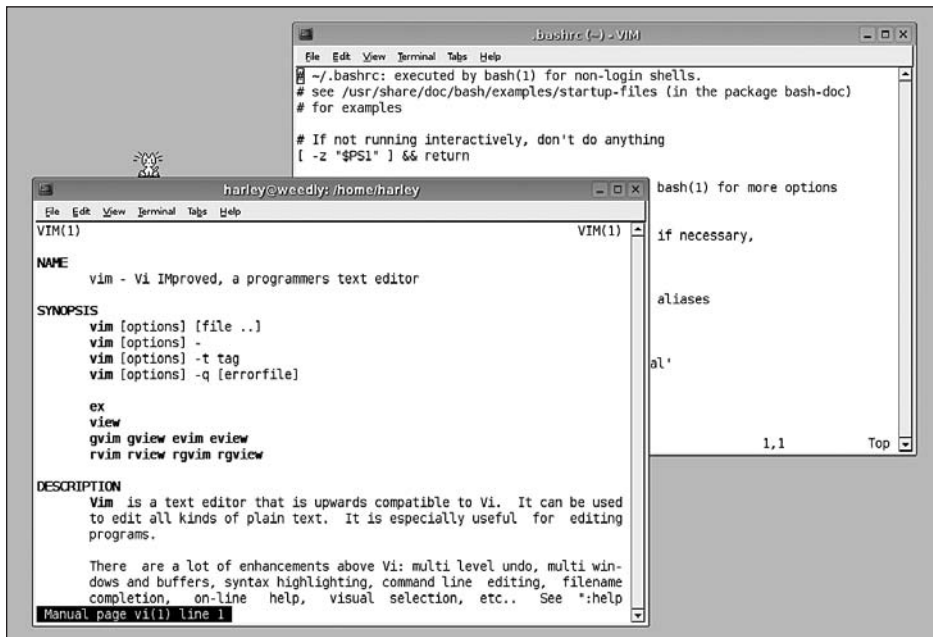 .bashrc (~) - VIM
File Edit View Terminal Tabs Help
# ~/.bashrc: executed by bash(1) for non-login shells.
# see /usr/share/doc/bash/examples/startup-files (in the package bash-doc)
# for examples
# If not running interactively, don't do anything
[ -z "$PS1" ] && return
bash(1) for more options
if necessary,
aliases
al'
1,1 Top
harley@weedly: /home/harley
File Edit View Terminal Tabs Help
VIM(1) VIM(1)
NAME
vim - Vi IMproved, a programmers text editor
SYNOPSIS
vim [options] [file ..]
vim [options] -
vim [options] -t tag
vim [options] -q [errorfile]
ex
view
gvim gview evim eview
rvim rview rgvim rgview
DESCRIPTION
Vim is a text editor that is upwards compatible to Vi. It can be used
to edit all kinds of plain text. It is especially useful for editing
programs.
There are a lot of enhancements above Vi: multi level undo, multi win-
dows and buffers, syntax highlighting, command line editing, filename
completion, on-line help, visual selection, etc.. See ":help
Manual page vi(1) line 1